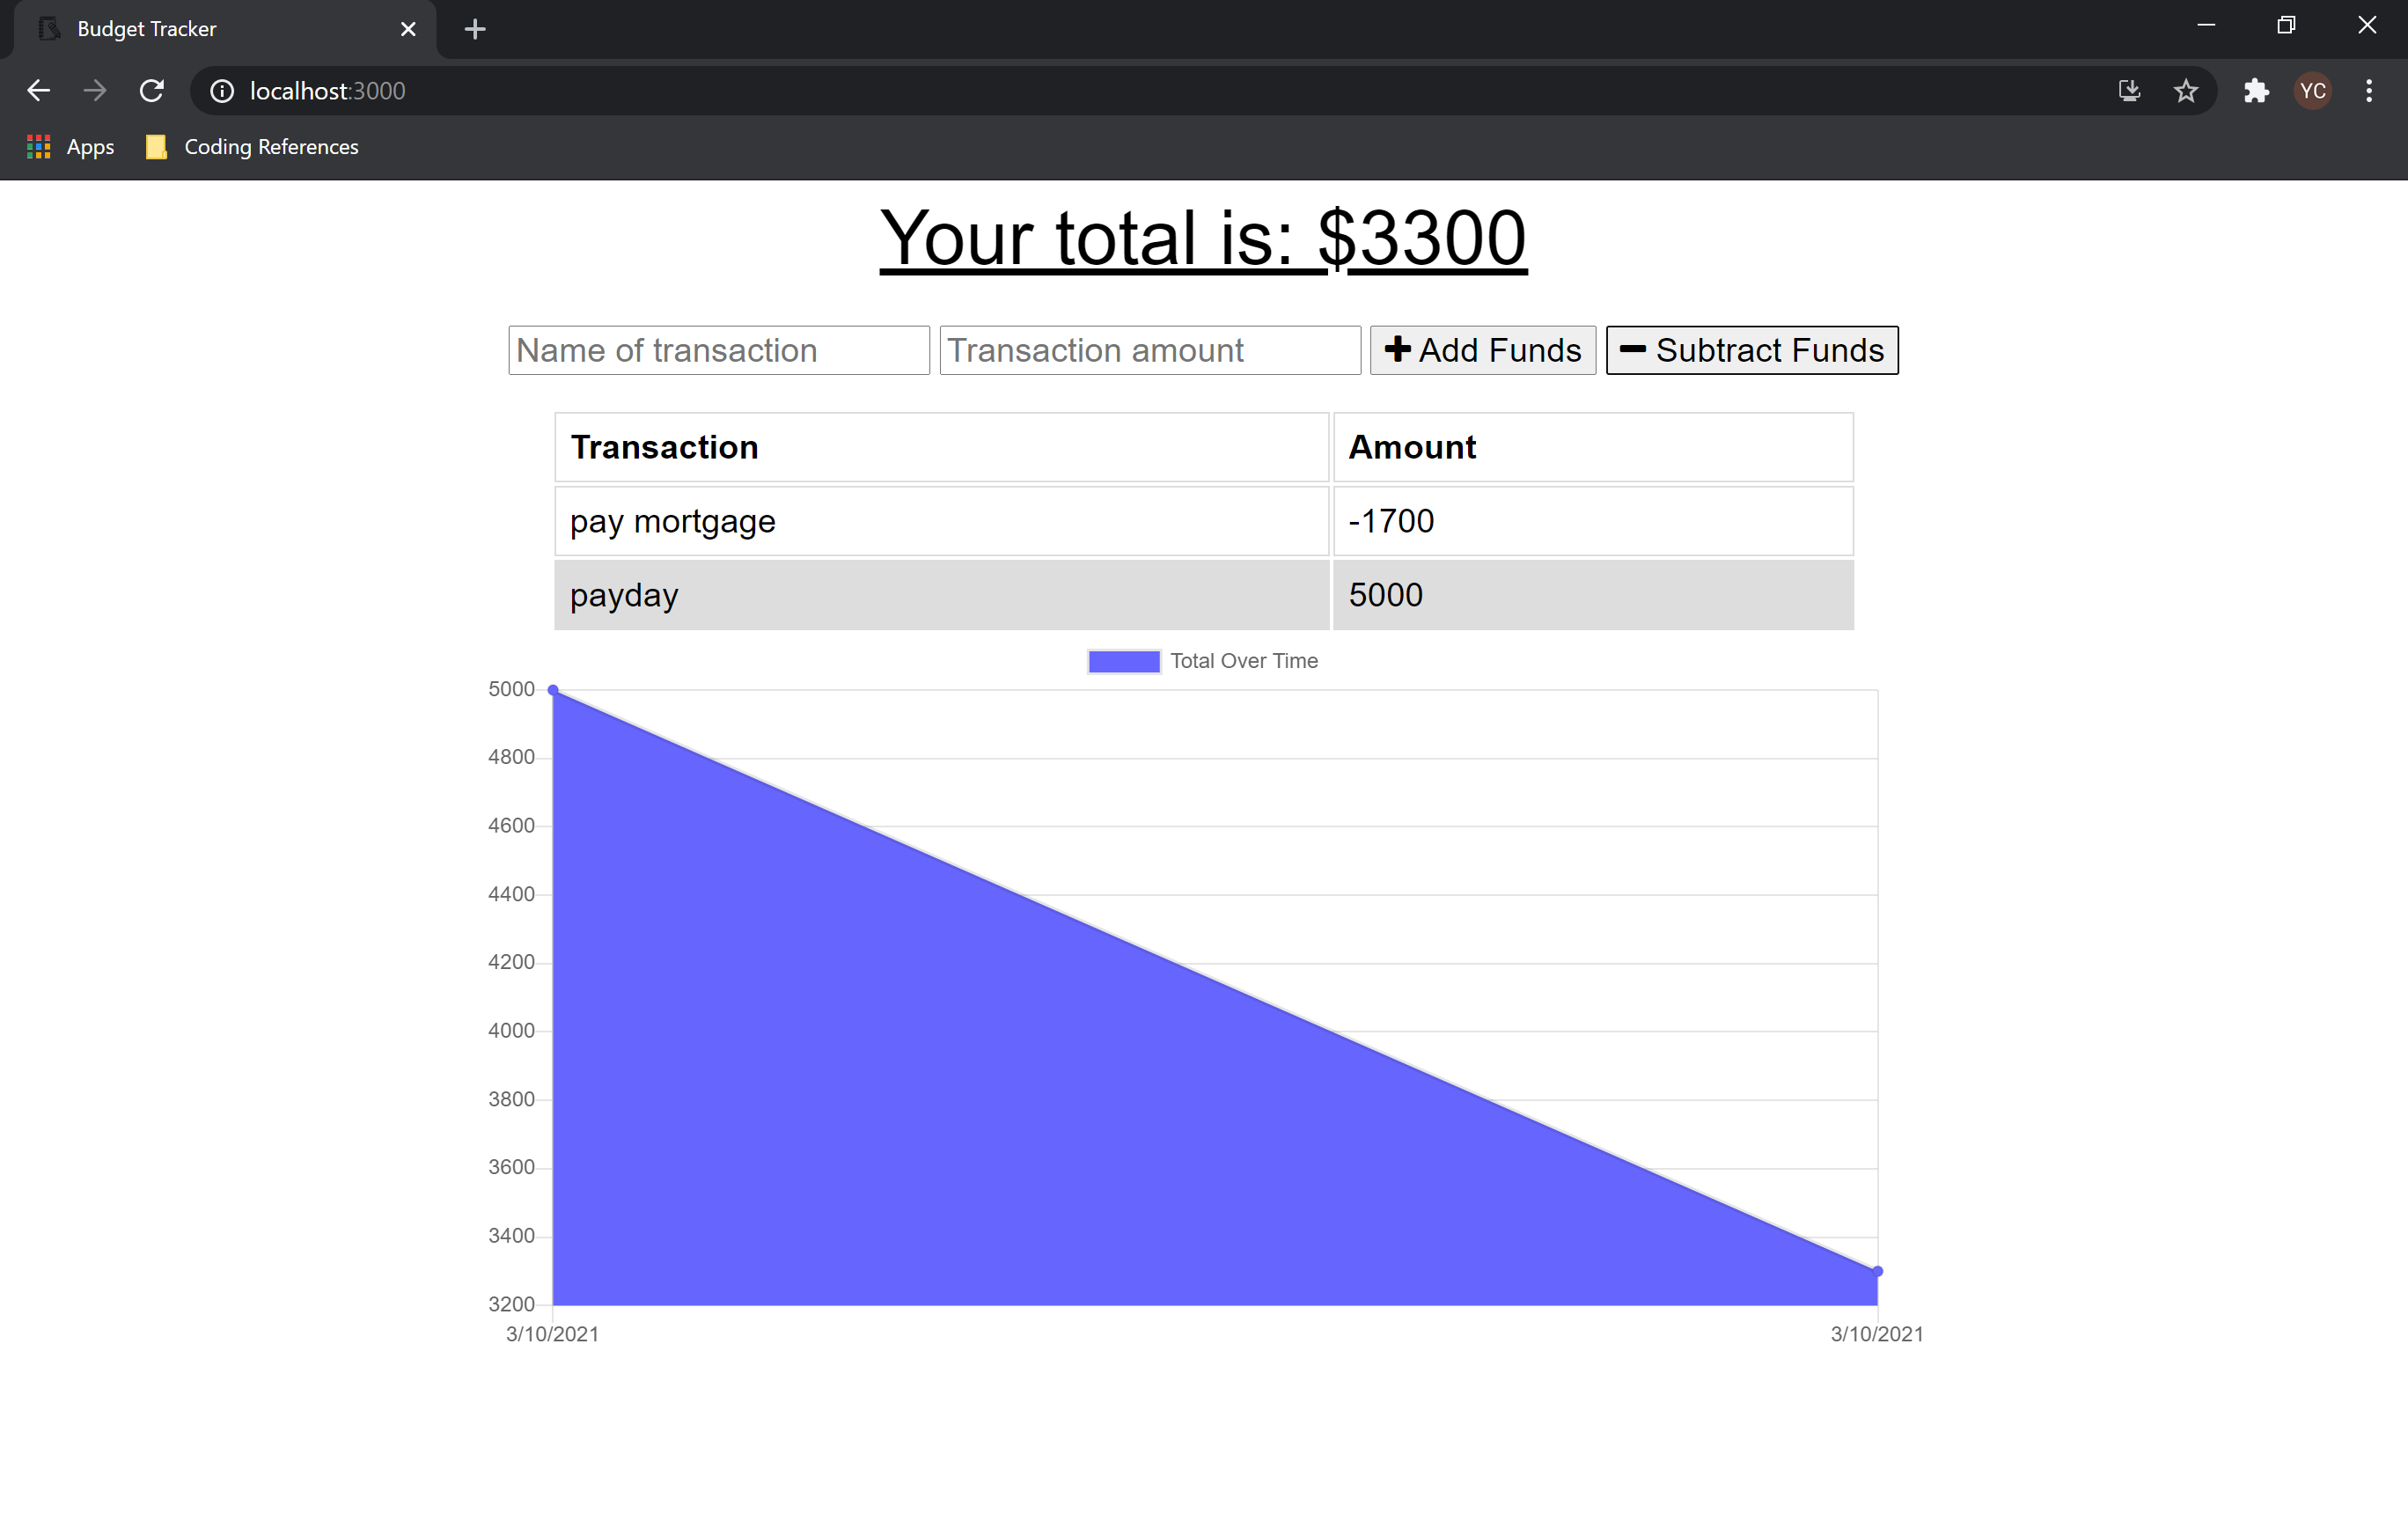 Budget Tracker
localhost:3000
YC
Apps Coding References
Your total is: $3300
Name of transaction Transaction amount Add Funds Subtract Funds
Transaction Amount
pay mortgage -1700
payday 5000
Total Over Time
5000
4800
4600
4400
4200
4000
3800
3600
3400
3200
3/10/2021 3/10/2021